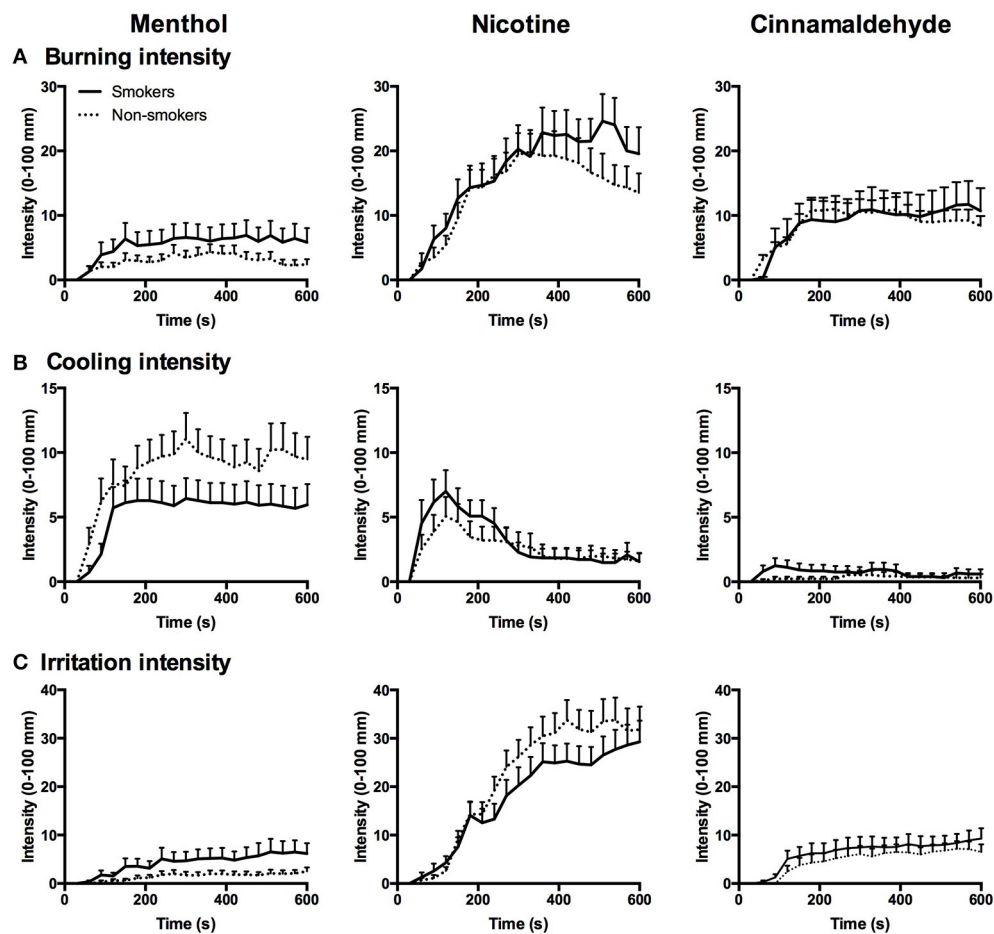 Menthol Nicotine Cinnamaldehyde
A Burning intensity
Smokers
Non-smokers
Intensity (0-100 mm)
30
20
10
0
0 200 400 600
Time (s)
Intensity (0-100 mm)
30
20
10
0
0 200 400 600
Time (s)
Intensity (0-100 mm)
30
20
10
0
0 200 400 600
Time (s)
B Cooling intensity
Intensity (0-100 mm)
15
10
5
0
0 200 400 600
Time (s)
Intensity (0-100 mm)
15
10
5
0
0 200 400 600
Time (s)
Intensity (0-100 mm)
15
10
5
0
0 200 400 600
Time (s)
C Irritation intensity
Intensity (0-100 mm)
40
30
20
10
0
0 200 400 600
Time (s)
Intensity (0-100 mm)
40
30
20
10
0
0 200 400 600
Time (s)
Intensity (0-100 mm)
40
30
20
10
0
0 200 400 600
Time (s)